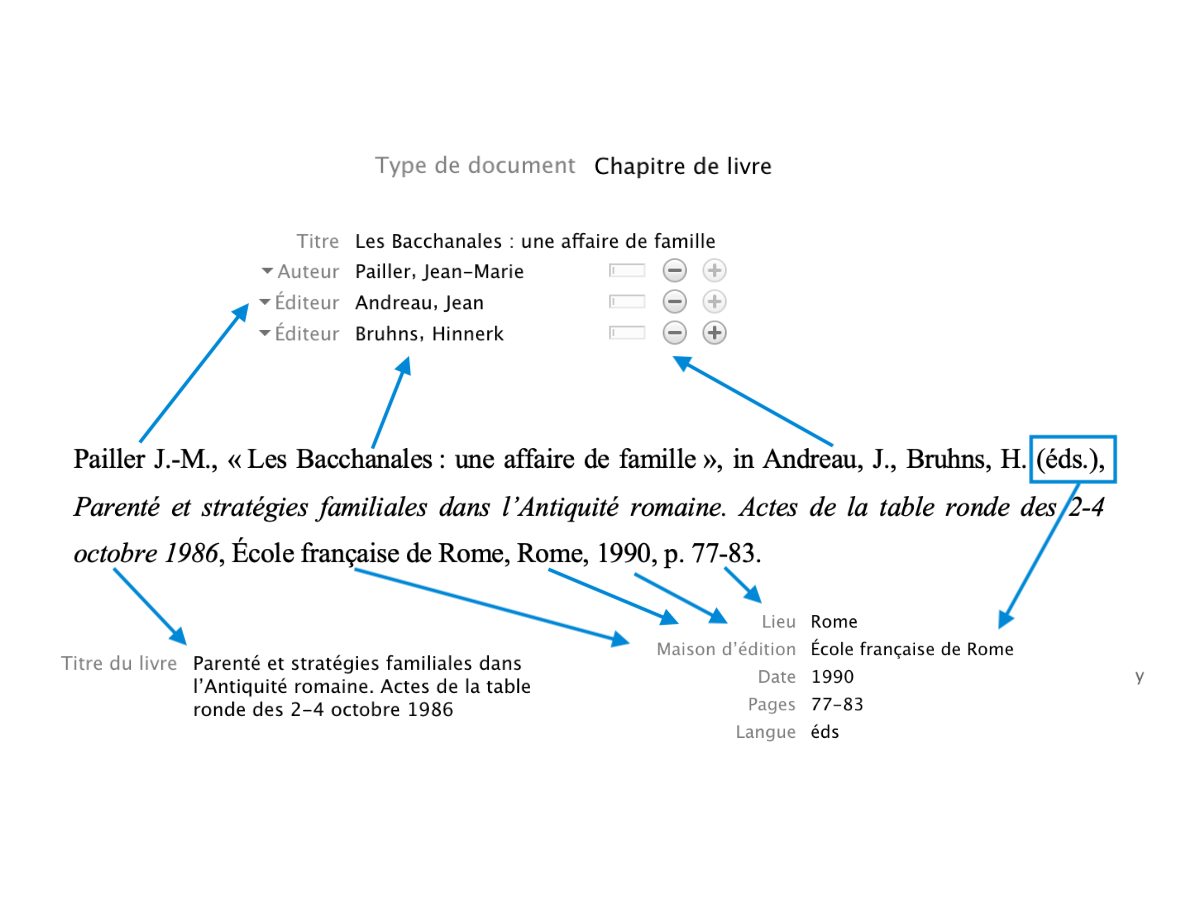 Type de document Chapitre de livre
Titre Les Bacchanales : une affaire de famille
Auteur Pailler, Jean-Marie
Éditeur Andreau, Jean
Éditeur Bruhns, Hinnerk
Pailler J.-M., « Les Bacchanales : une affaire de famille », in Andreau, J., Bruhns, H. (éds.),
Parenté et stratégies familiales dans l’Antiquité romaine. Actes de la table ronde des 2-4
octobre 1986, École française de Rome, Rome, 1990, p. 77-83.
Titre du livre Parenté et stratégies familiales dans
l’Antiquité romaine. Actes de la table
ronde des 2-4 octobre 1986
Lieu Rome
Maison d’édition École française de Rome
Date 1990
Pages 77-83
Langue éds
y